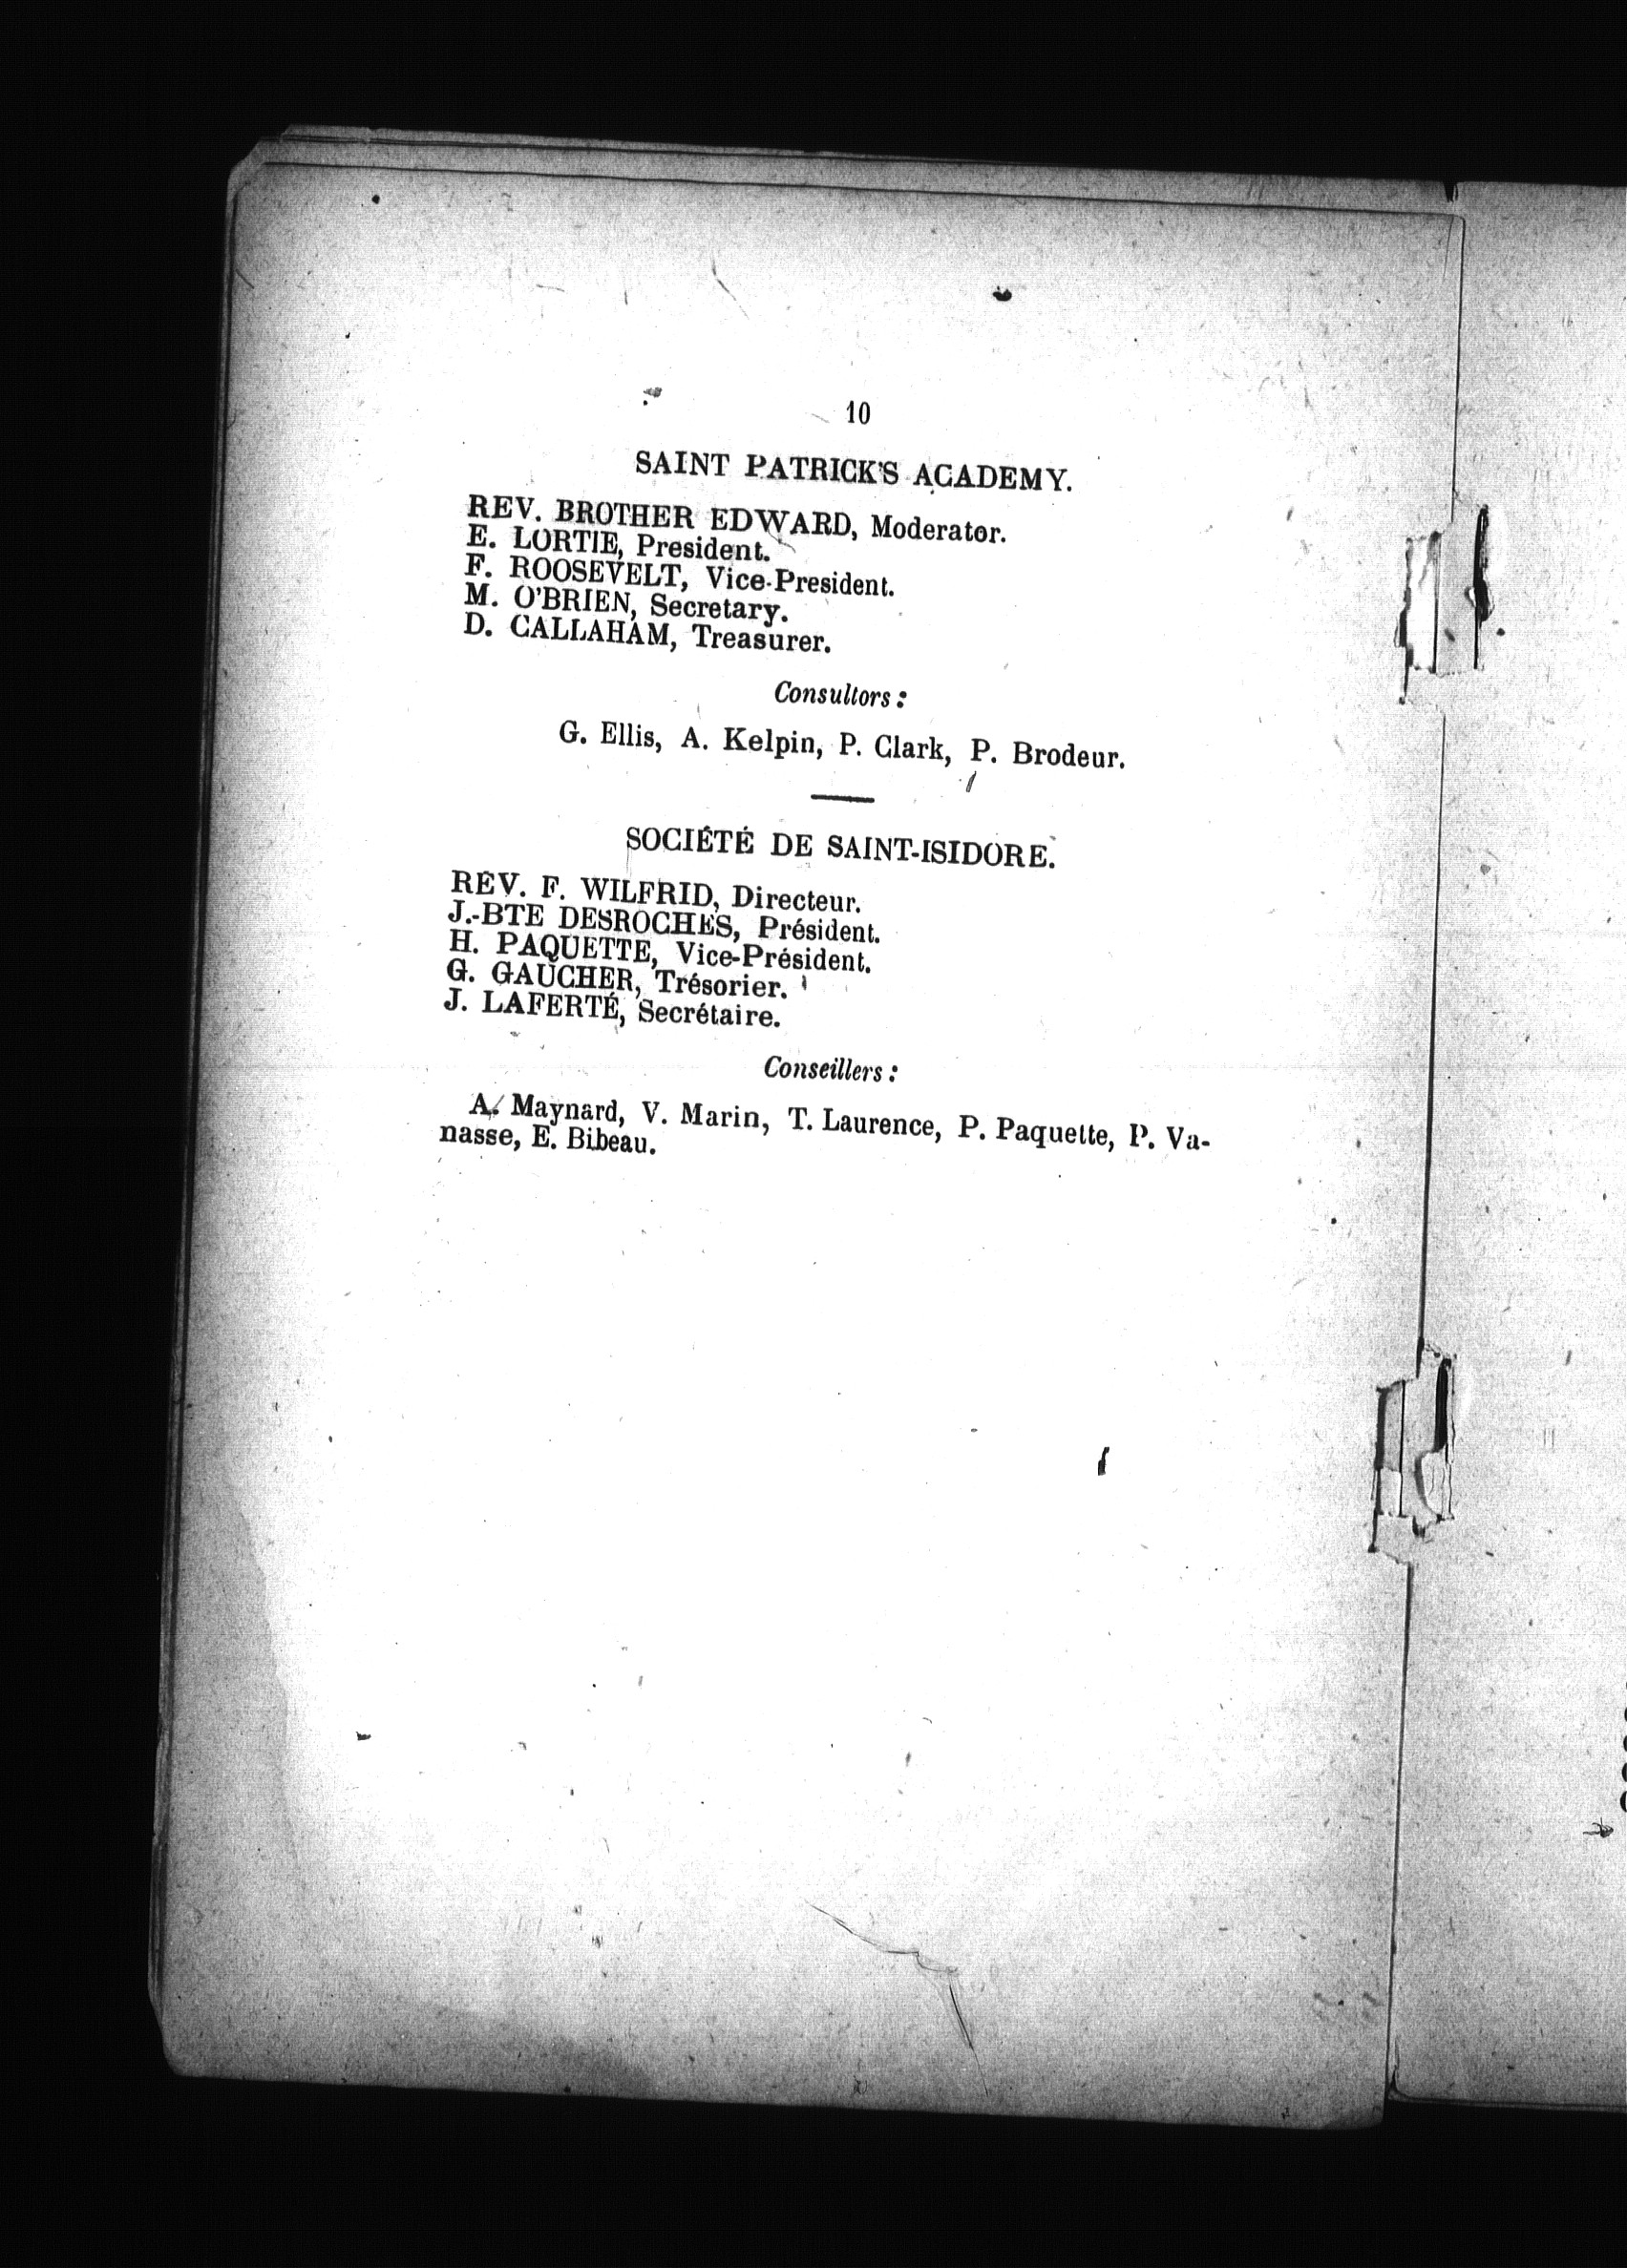 10
SAINT PATRICK'S ACADEMY.
REV. BROTHER EDWARD, Moderator.
E. LORTIE, President.
F. ROOSEVELT, Vice-President.
M. O'BRIEN, Secretary.
D. CALLAHAM, Treasurer.
Consultors :
G. Ellis, A. Kelpin, P. Clark, P. Brodeur.
SOCIÉTÉ DE SAINT-ISIDORE.
RÉV. F. WILFRID, Directeur.
J.-BTE DESROCHES, Président.
H. PAQUETTE, Vice-Président.
G. GAUCHER, Trésorier.
J. LAFERTÉ, Secrétaire.
Conseillers :
A. Maynard, V. Marin, T. Laurence, P. Paquette, P. Va-
nasse, E. Bibeau.